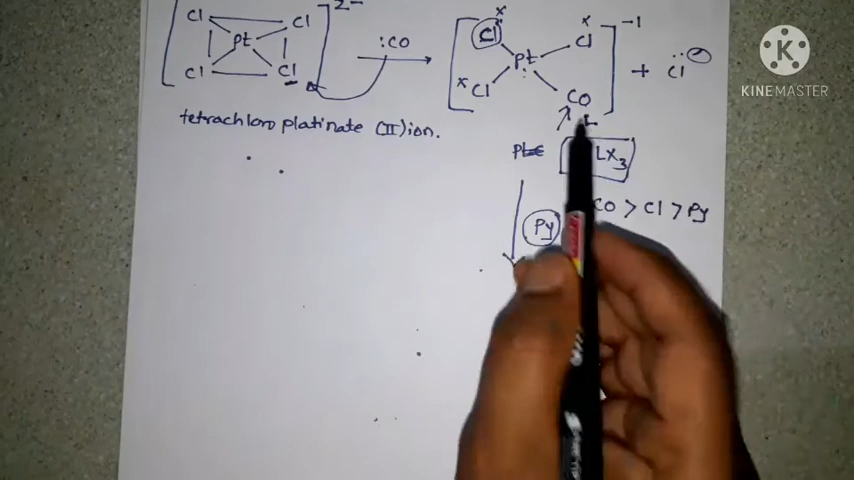 [ Cl Cl Pt Cl Cl ]2- :CO → [ Cl x Cl x Pt x Cl CO ]-1 + :Cl -
tetrachloro platinate (II) ion.
L
LX3
Py CO > Cl > Py
K
KINEMASTER